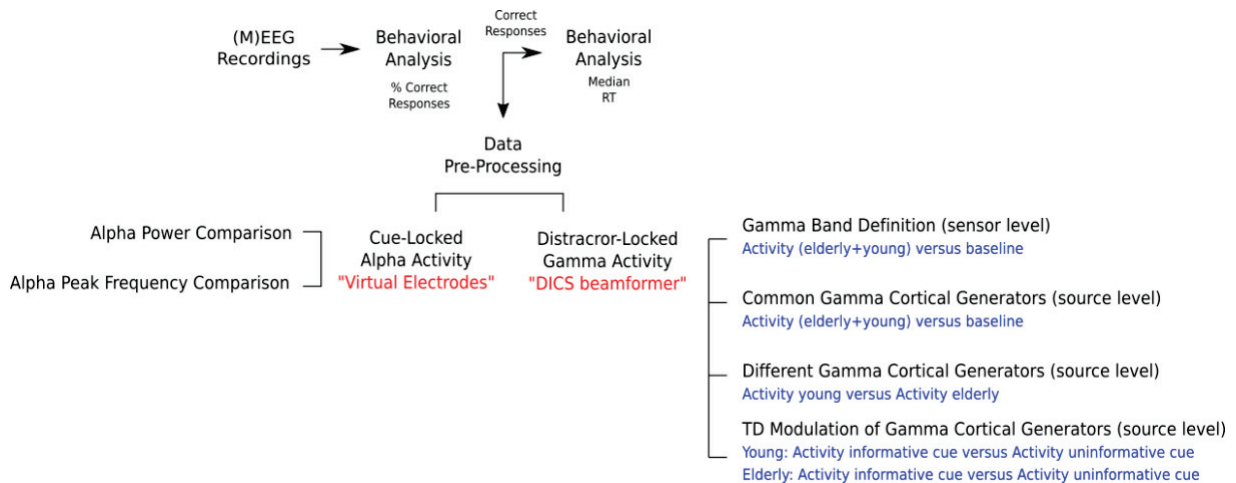 (M)EEG
Recordings
Behavioral
Analysis
% Correct
Responses
Correct
Responses
Behavioral
Analysis
Median
RT
Data
Pre-Processing
Alpha Power Comparison
Alpha Peak Frequency Comparison
Cue-Locked
Alpha Activity
"Virtual Electrodes"
Distracror-Locked
Gamma Activity
"DICS beamformer"
Gamma Band Definition (sensor level)
Activity (elderly+young) versus baseline
Common Gamma Cortical Generators (source level)
Activity (elderly+young) versus baseline
Different Gamma Cortical Generators (source level)
Activity young versus Activity elderly
TD Modulation of Gamma Cortical Generators (source level)
Young: Activity informative cue versus Activity uninformative cue
Elderly: Activity informative cue versus Activity uninformative cue